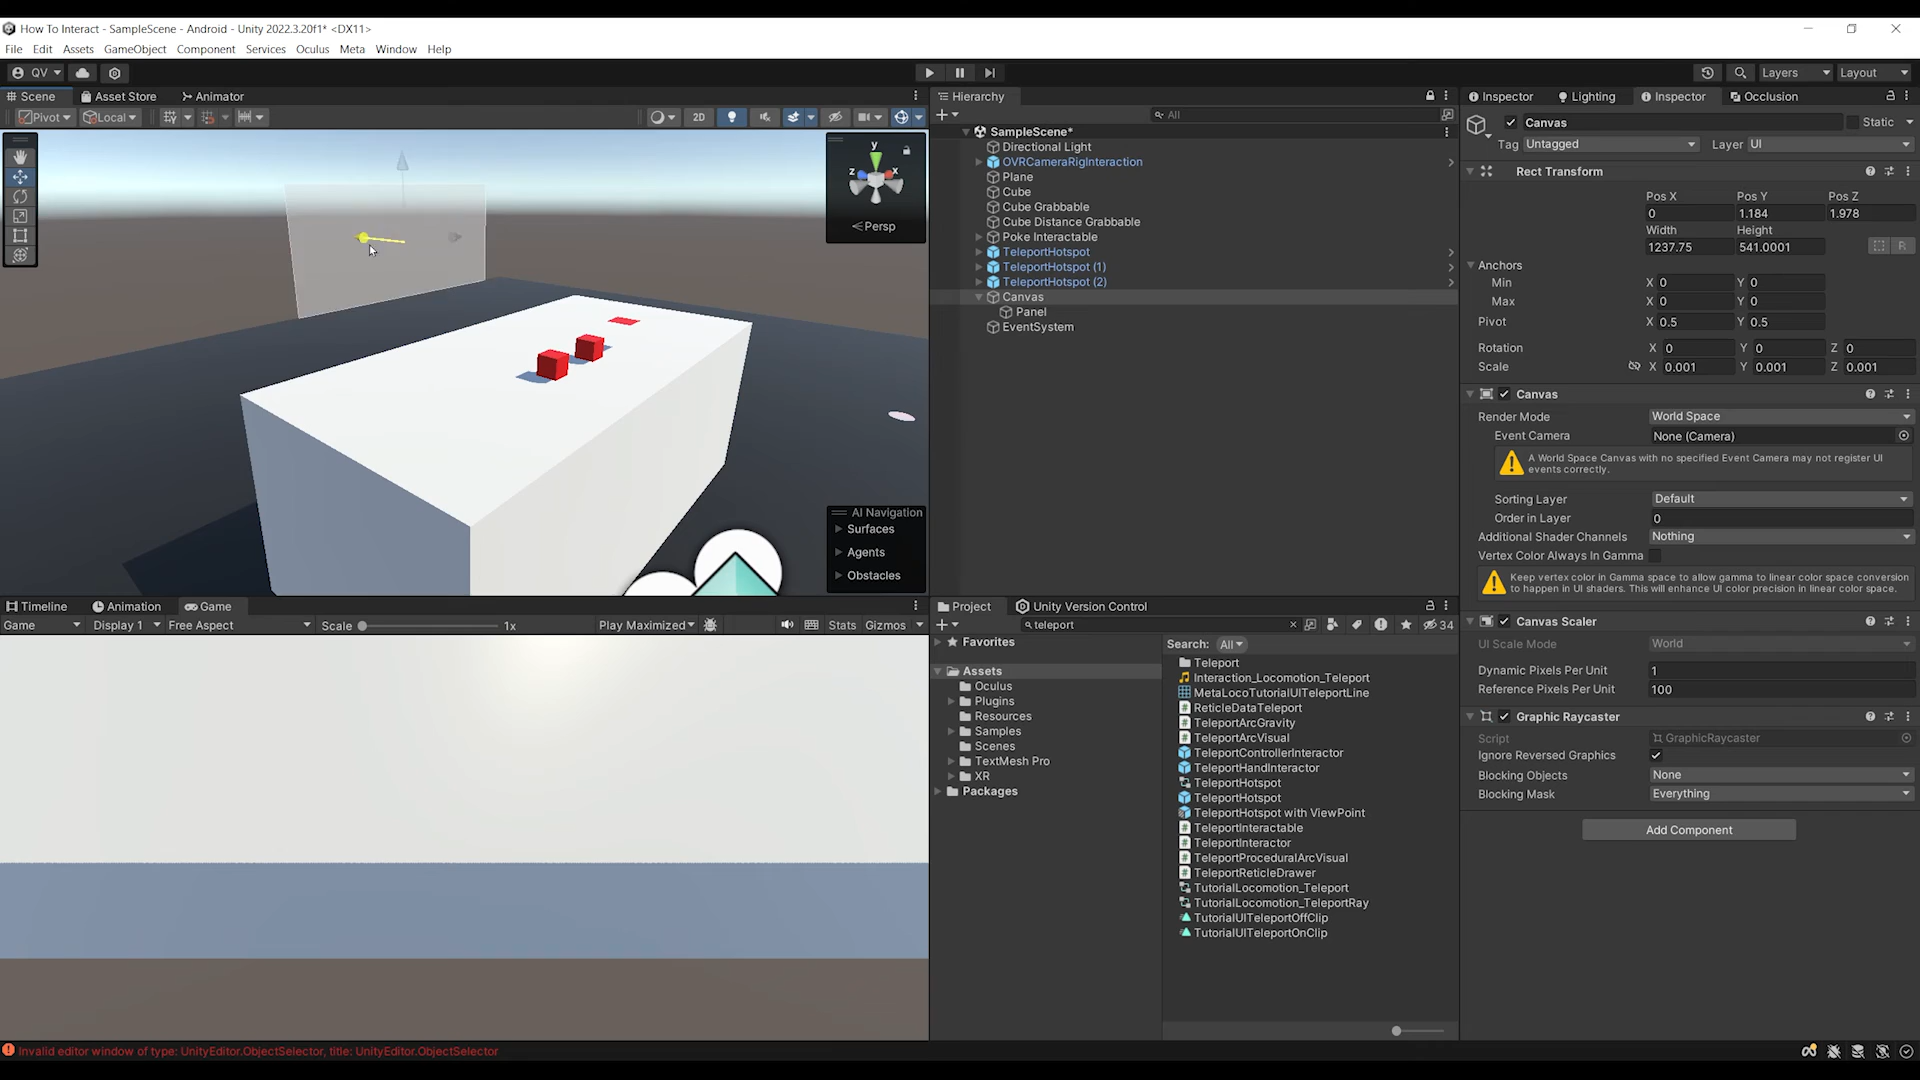 How To Interact - SampleScene - Android - Unity 2022.3.20f1* <DX11>
File Edit Assets GameObject Component Services Oculus Meta Window Help
QV Layers Layout
Scene Asset Store Animator
Pivot Local 2D
y
z x
Persp
AI Navigation
Surfaces
Agents
Obstacles
Timeline Animation Game
Game Display 1 Free Aspect Scale 1x Play Maximized Stats Gizmos
Hierarchy
All
SampleScene*
Directional Light
OVRCameraRigInteraction
Plane
Cube
Cube Grabbable
Cube Distance Grabbable
Poke Interactable
TeleportHotspot
TeleportHotspot (1)
TeleportHotspot (2)
Canvas
Panel
EventSystem
Project Unity Version Control
teleport
34
Favorites
Assets
Oculus
Plugins
Resources
Samples
Scenes
TextMesh Pro
XR
Packages
Search: All
Teleport
Interaction_Locomotion_Teleport
MetaLocoTutorialUITeleportLine
ReticleDataTeleport
TeleportArcGravity
TeleportArcVisual
TeleportControllerInteractor
TeleportHandInteractor
TeleportHotspot
TeleportHotspot
TeleportHotspot with ViewPoint
TeleportInteractable
TeleportInteractor
TeleportProceduralArcVisual
TeleportReticleDrawer
TutorialLocomotion_Teleport
TutorialLocomotion_TeleportRay
TutorialUITeleportOffClip
TutorialUITeleportOnClip
Inspector Lighting Inspector Occlusion
Canvas Static
Tag Untagged Layer UI
Rect Transform
Pos X Pos Y Pos Z
0 1.184 1.978
Width Height
1237.75 541.0001 R
Anchors
Min X 0 Y 0
Max X 0 Y 0
Pivot X 0.5 Y 0.5
Rotation X 0 Y 0 Z 0
Scale X 0.001 Y 0.001 Z 0.001
Canvas
Render Mode World Space
Event Camera None (Camera)
A World Space Canvas with no specified Event Camera may not register UI
events correctly.
Sorting Layer Default
Order in Layer 0
Additional Shader Channels Nothing
Vertex Color Always In Gamma
Keep vertex color in Gamma space to allow gamma to linear color space conversion
to happen in UI shaders. This will enhance UI color precision in linear color space.
Canvas Scaler
UI Scale Mode World
Dynamic Pixels Per Unit 1
Reference Pixels Per Unit 100
Graphic Raycaster
Script GraphicRaycaster
Ignore Reversed Graphics
Blocking Objects None
Blocking Mask Everything
Add Component
Invalid editor window of type: UnityEditor.ObjectSelector, title: UnityEditor.ObjectSelector